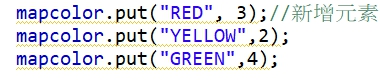 mapcolor.put("RED", 3);//新增元素
mapcolor.put("YELLOW",2);
mapcolor.put("GREEN",4);